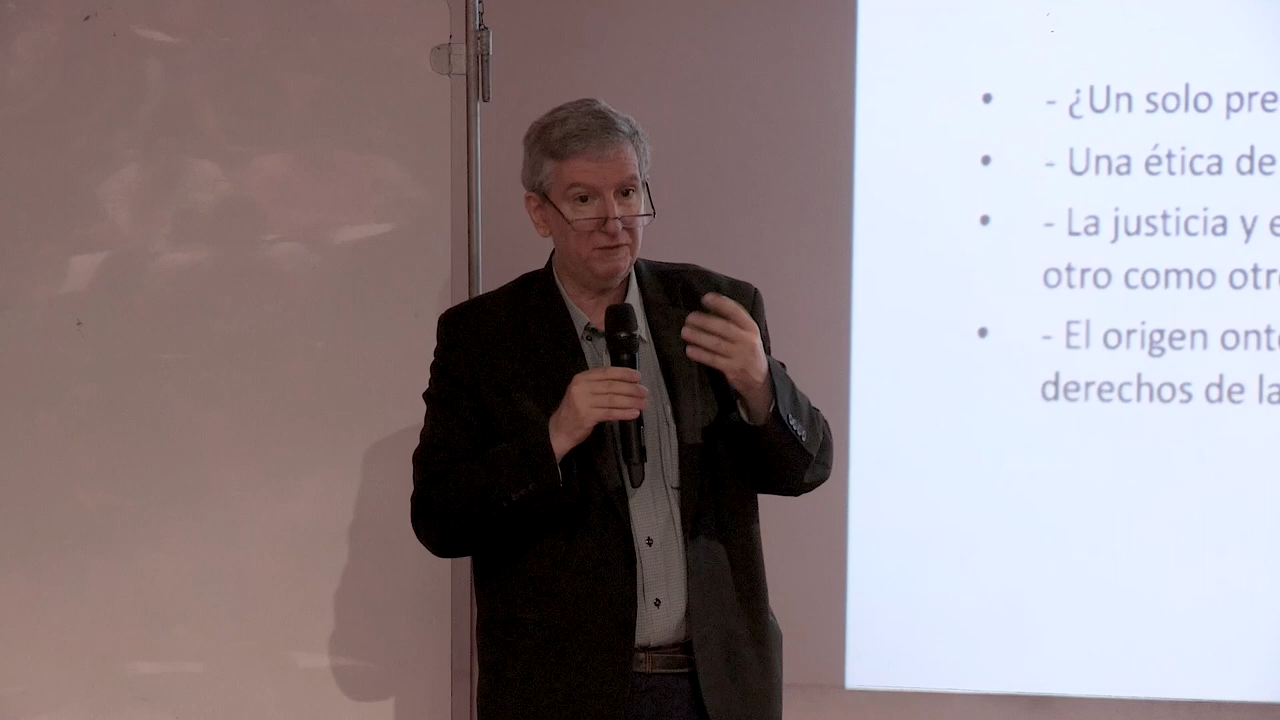 • - ¿Un solo pre
• - Una ética de
• - La justicia y e
otro como otr
• - El origen ont
derechos de la